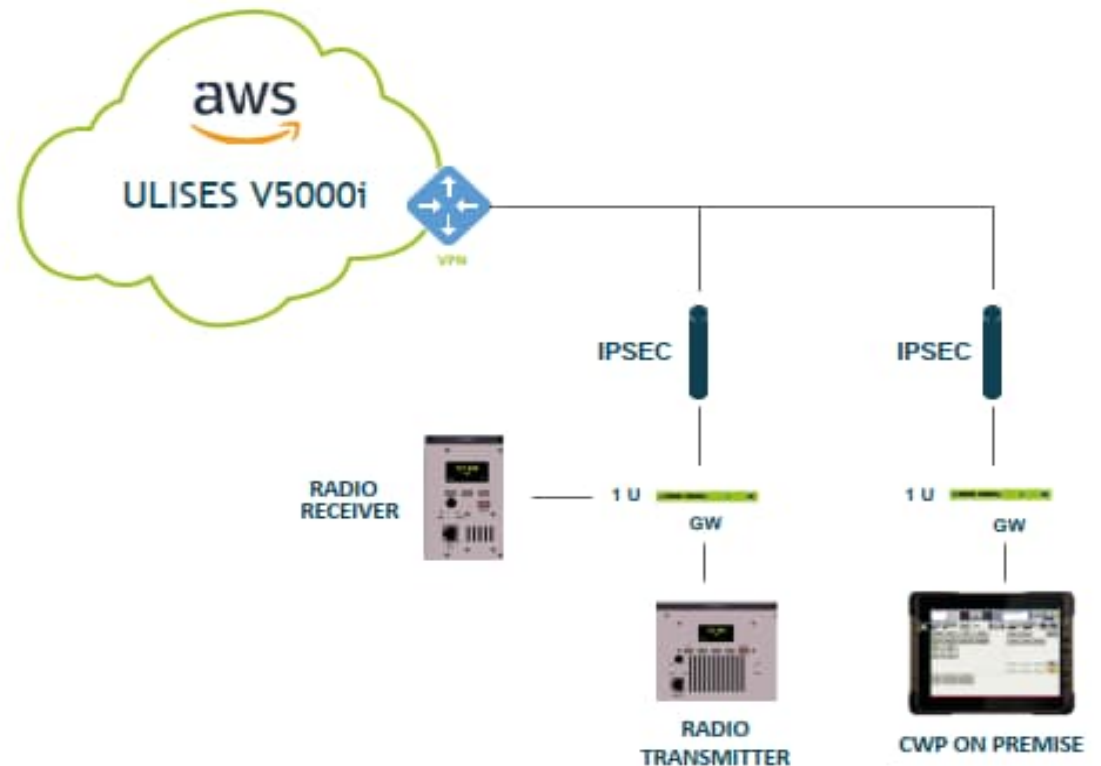 aws
ULISES V5000i
VPN
IPSEC
IPSEC
RADIO
RECEIVER
1 U
GW
1 U
GW
RADIO
TRANSMITTER
CWP ON PREMISE